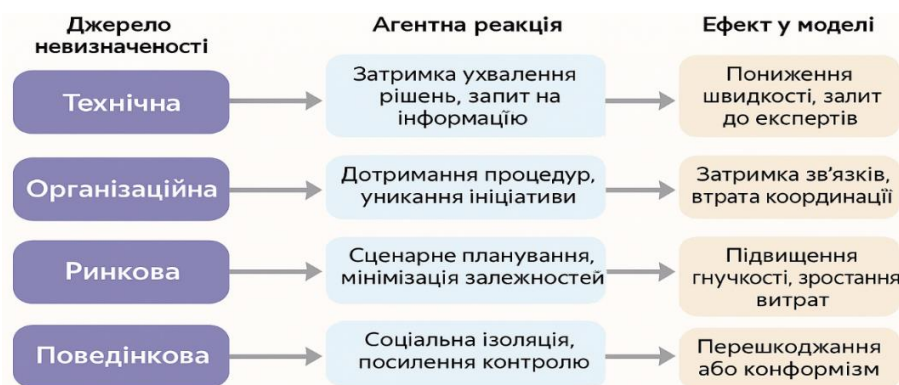 Джерело
невизначеності
Агентна реакція
Ефект у моделі
Технічна
Затримка ухвалення
рішень, запит на
інформацїю
Пониження
швидкості, залит
до експертів
Організаційна
Дотримання процедур,
уникання ініціативи
Затримка зв'язків,
втрата координації
Ринкова
Сценарне планування,
мінімізація залежностей
Підвищення
гнучкості, зростання
витрат
Поведінкова
Соціальна ізоляція,
посилення контролю
Перешкоджання
або конформізм